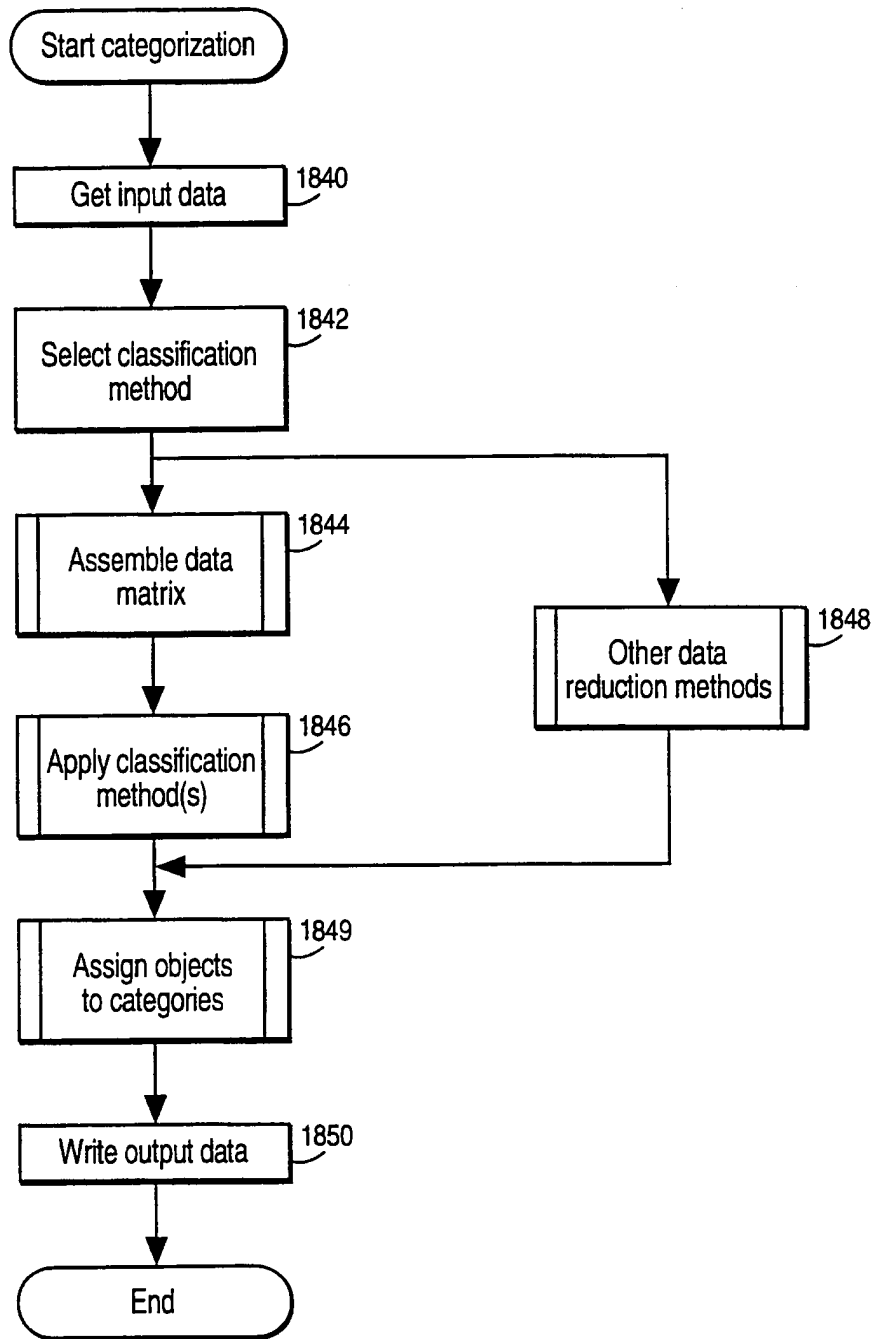 Start categorization
Get input data
1840
Select classification
method
1842
Assemble data
matrix
1844
Other data
reduction methods
1848
Apply classification
method(s)
1846
Assign objects
to categories
1849
Write output data
1850
End